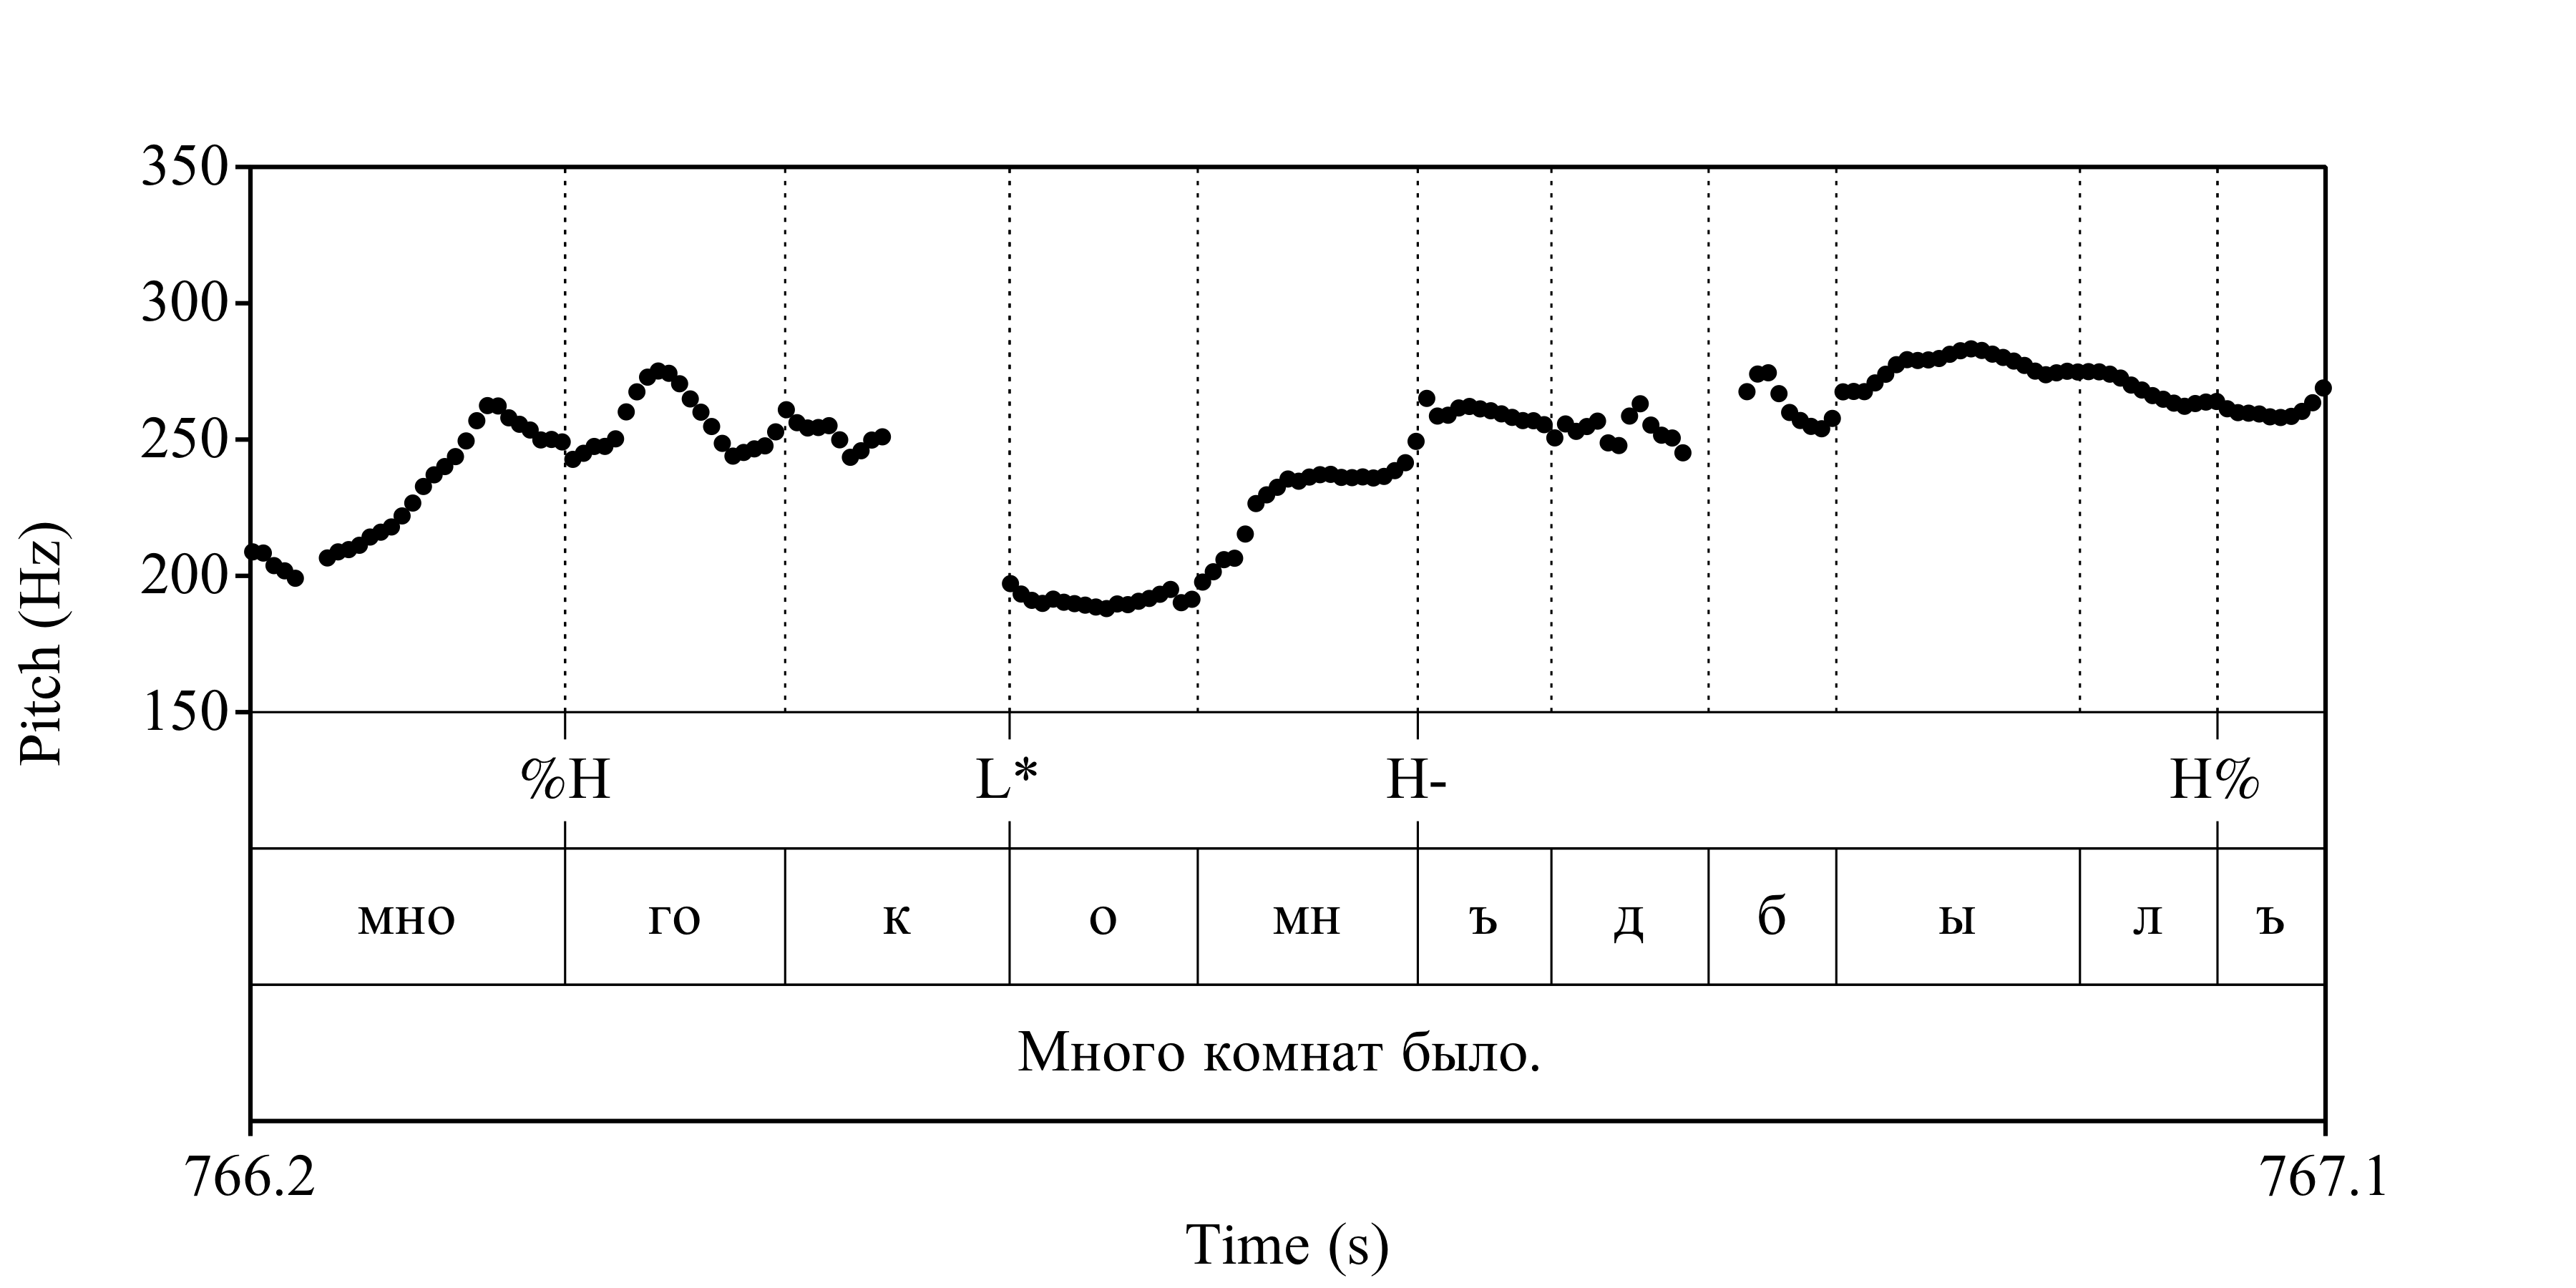 350
300
250
200
150
Pitch (Hz)
%H L* H- H%
мно го к о мн ъ д б ы л ъ
Много комнат было.
766.2 767.1
Time (s)